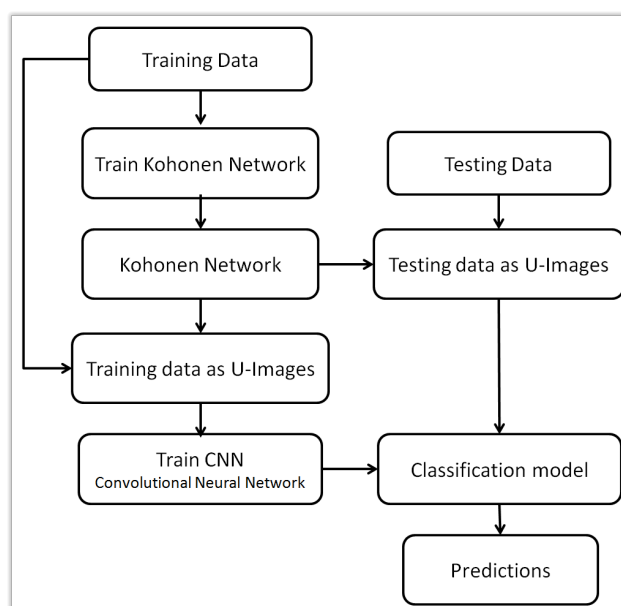 Training Data
Train Kohonen Network
Testing Data
Kohonen Network
Testing data as U-Images
Training data as U-Images
Train CNN
Convolutional Neural Network
Classification model
Predictions